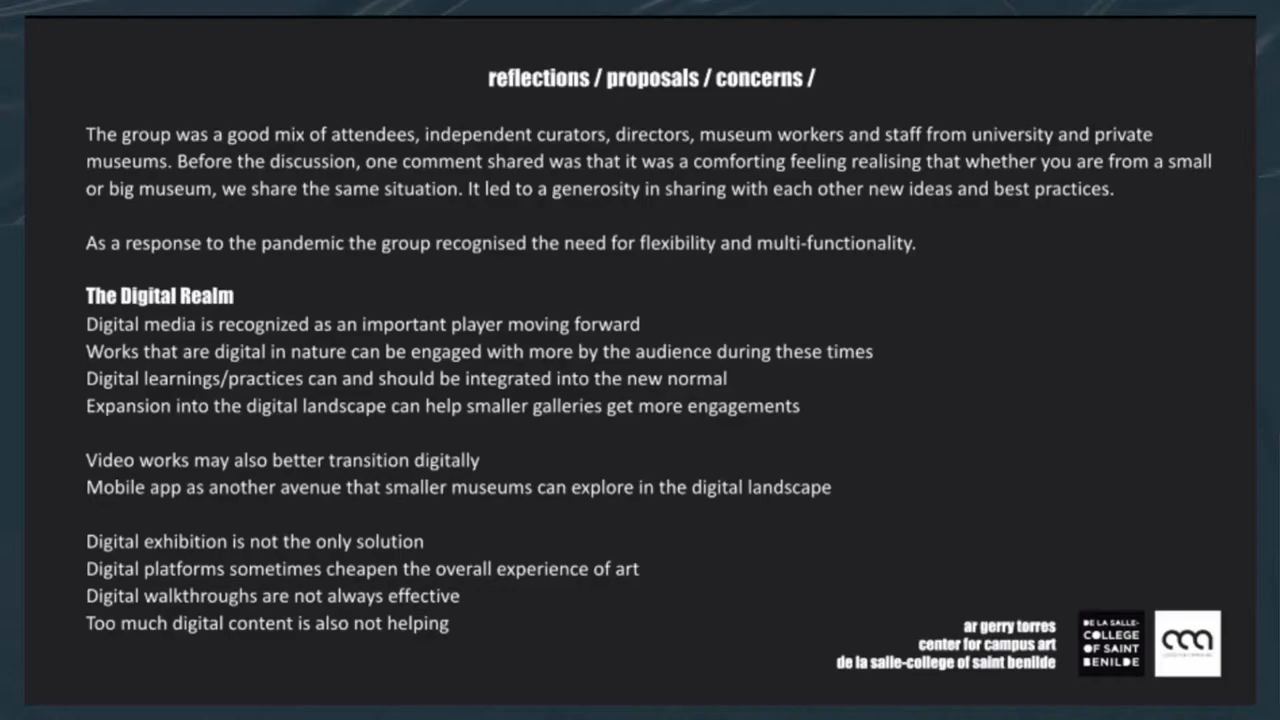 reflections / proposals / concerns /
The group was a good mix of attendees, independent curators, directors, museum workers and staff from university and private
museums. Before the discussion, one comment shared was that it was a comforting feeling realising that whether you are from a small
or big museum, we share the same situation. It led to a generosity in sharing with each other new ideas and best practices.
As a response to the pandemic the group recognised the need for flexibility and multi-functionality.
The Digital Realm
Digital media is recognized as an important player moving forward
Works that are digital in nature can be engaged with more by the audience during these times
Digital learnings/practices can and should be integrated into the new normal
Expansion into the digital landscape can help smaller galleries get more engagements
Video works may also better transition digitally
Mobile app as another avenue that smaller museums can explore in the digital landscape
Digital exhibition is not the only solution
Digital platforms sometimes cheapen the overall experience of art
Digital walkthroughs are not always effective
Too much digital content is also not helping
ar gerry torres
center for campus art
de la salle-college of saint benilde
DE LA SALLE-
COLLEGE
OF SAINT
BENILDE
cca